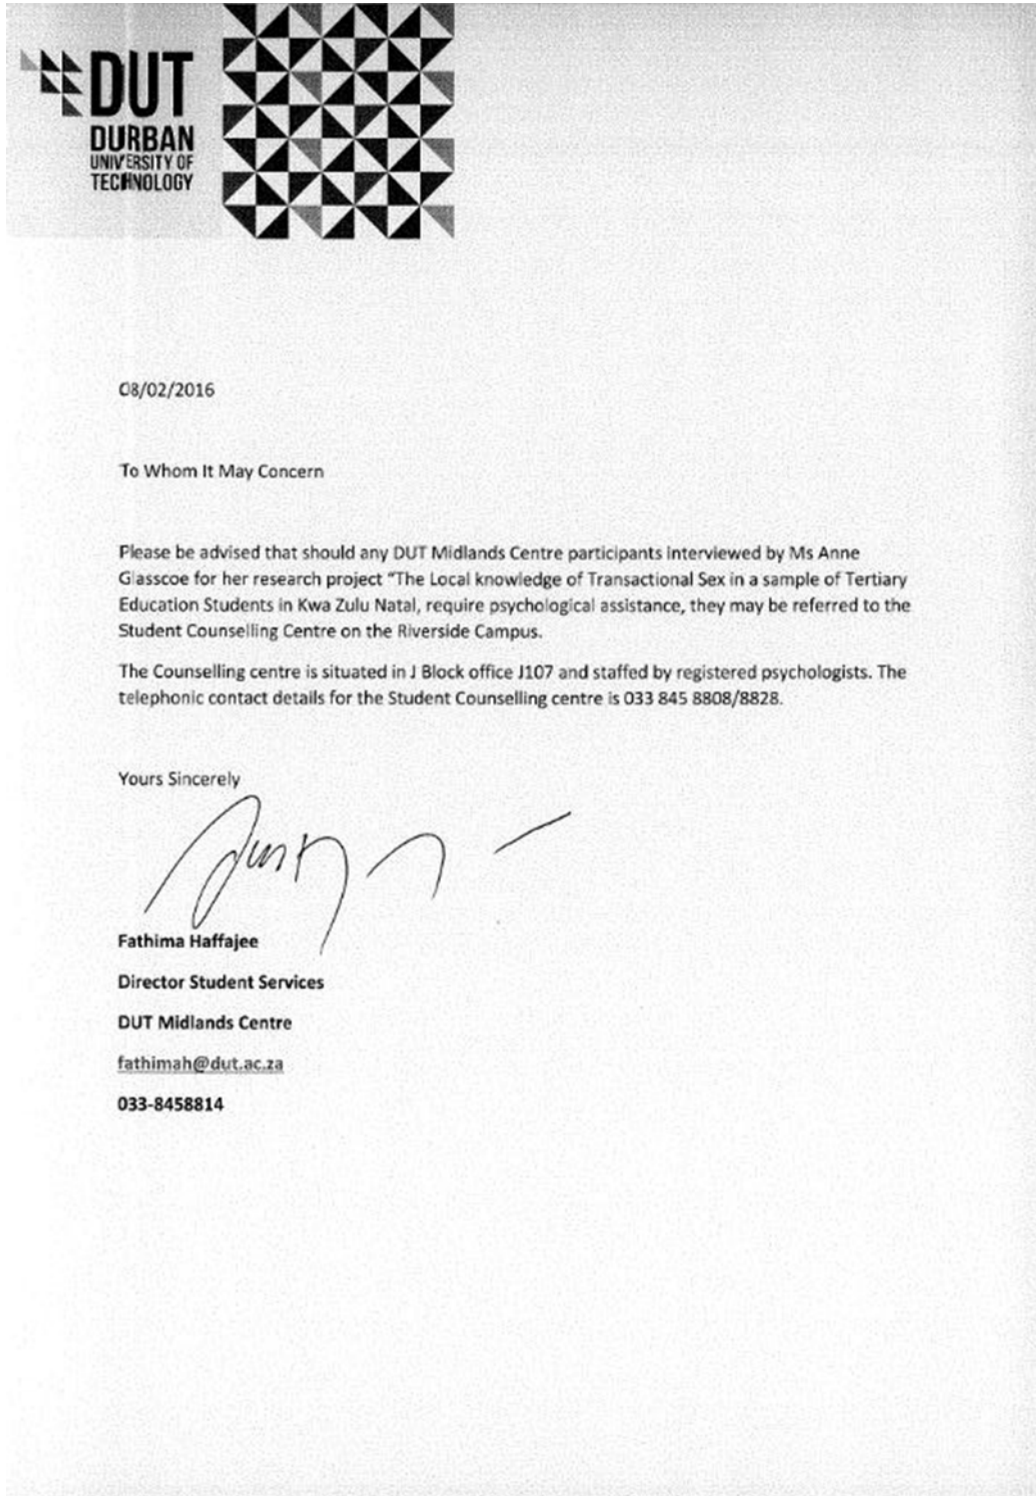 DUT
DURBAN
UNIVERSITY OF
TECHNOLOGY
08/02/2016
To Whom It May Concern
Please be advised that should any DUT Midlands Centre participants interviewed by Ms Anne
Glasscoe for her research project "The Local knowledge of Transactional Sex in a sample of Tertiary
Education Students in Kwa Zulu Natal, require psychological assistance, they may be referred to the
Student Counselling Centre on the Riverside Campus.
The Counselling centre is situated in J Block office J107 and staffed by registered psychologists. The
telephonic contact details for the Student Counselling centre is 033 845 8808/8828.
Yours Sincerely
Fathima Haffajee
Director Student Services
DUT Midlands Centre
fathimah@dut.ac.za
033-8458814